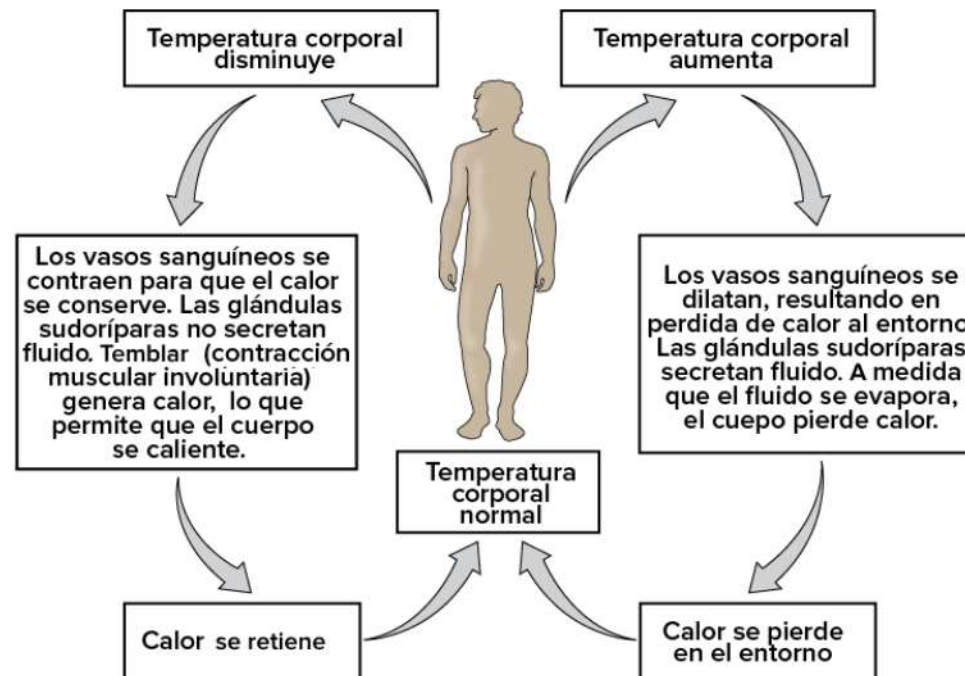 Temperatura corporal
disminuye
Temperatura corporal
aumenta
Los vasos sanguíneos se
contraen para que el calor
se conserve. Las glándulas
sudoríparas no secretan
fluido. Temblar (contracción
muscular involuntaria)
genera calor, lo que
permite que el cuerpo
se caliente.
Los vasos sanguíneos se
dilatan, resultando en
perdida de calor al entorno
Las glándulas sudoríparas
secretan fluido. A medida
que el fluido se evapora,
el cuepo pierde calor.
Temperatura
corporal
normal
Calor se retiene
Calor se pierde
en el entorno